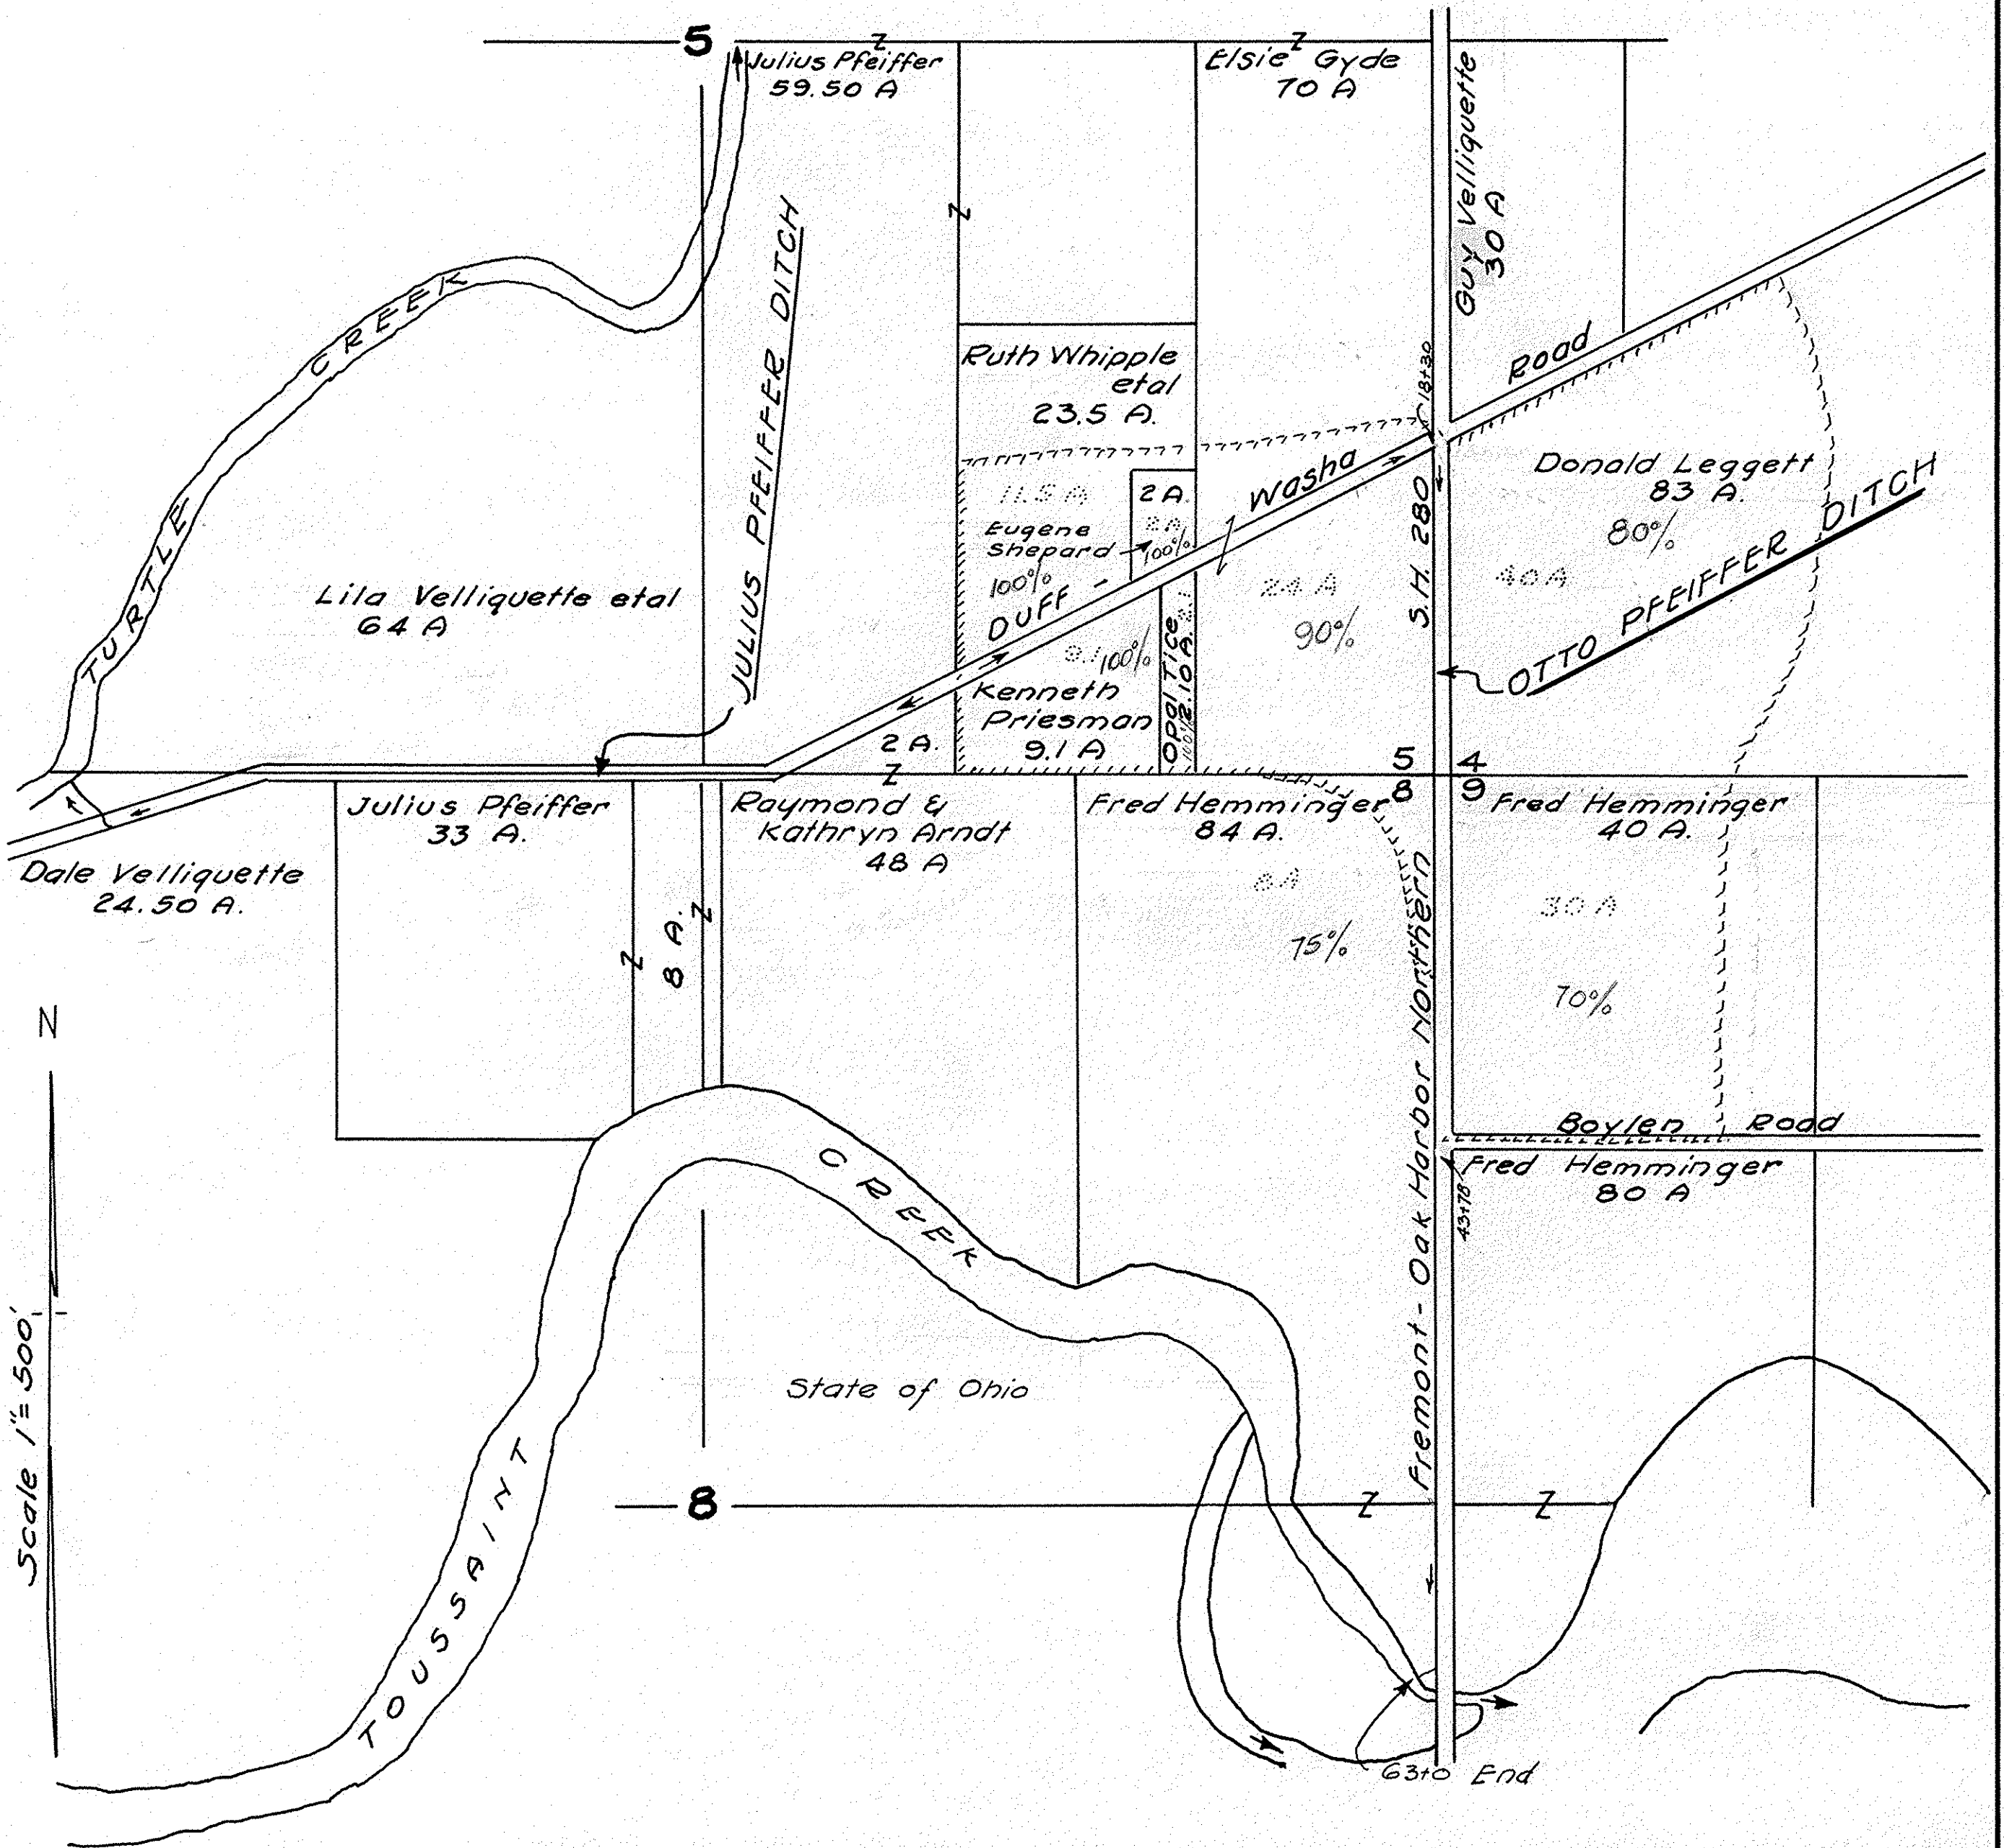 5
Julius Pfeiffer
59.50 A
Elsie Gyde
70 A
Guy Velliquette
30 A
TURTLE CREEK
JULIUS PFEIFFER DITCH
Ruth Whipple
etal
23.5 A.
18+30
Road
Washa
11.5 A
2 A.
2 A
100%
Eugene
Shepard
100%
DUFF -
Donald Leggett
83 A.
80%
40 A
OTTO PFEIFFER DITCH
S.H. 280
24 A
90%
Lila Velliquette etal
64 A
9.1
100%
Kenneth
Priesman
9.1 A
Opal Tice
2.10 A.
2 A.
5 4
8 9
Julius Pfeiffer
33 A.
Raymond &
Kathryn Arndt
48 A
Fred Hemminger
84 A.
8 A
75%
Fred Hemminger
40 A.
30 A
70%
Dale Velliquette
24.50 A.
8 A.
N
Scale 1"= 500'
Fremont - Oak Harbor Northern
Boylen Road
Fred Hemminger
80 A
43+78
TOUSSAINT CREEK
State of Ohio
8
63+0 End